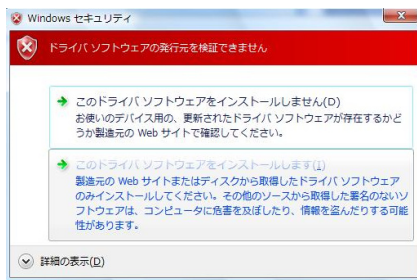 Windows セキュリティ
ドライバ ソフトウェアの発行元を検証できません
このドライバ ソフトウェアをインストールしません(D)
お使いのデバイス用の、更新されたドライバ ソフトウェアが存在するかど
うか製造元の Web サイトで確認してください。
このドライバ ソフトウェアをインストールします(I)
製造元の Web サイトまたはディスクから取得したドライバ ソフトウェア
のみインストールしてください。その他のソースから取得した署名のないソ
フトウェアは、コンピュータに危害を及ぼしたり、情報を盗んだりする可能
性があります。
詳細の表示(D)